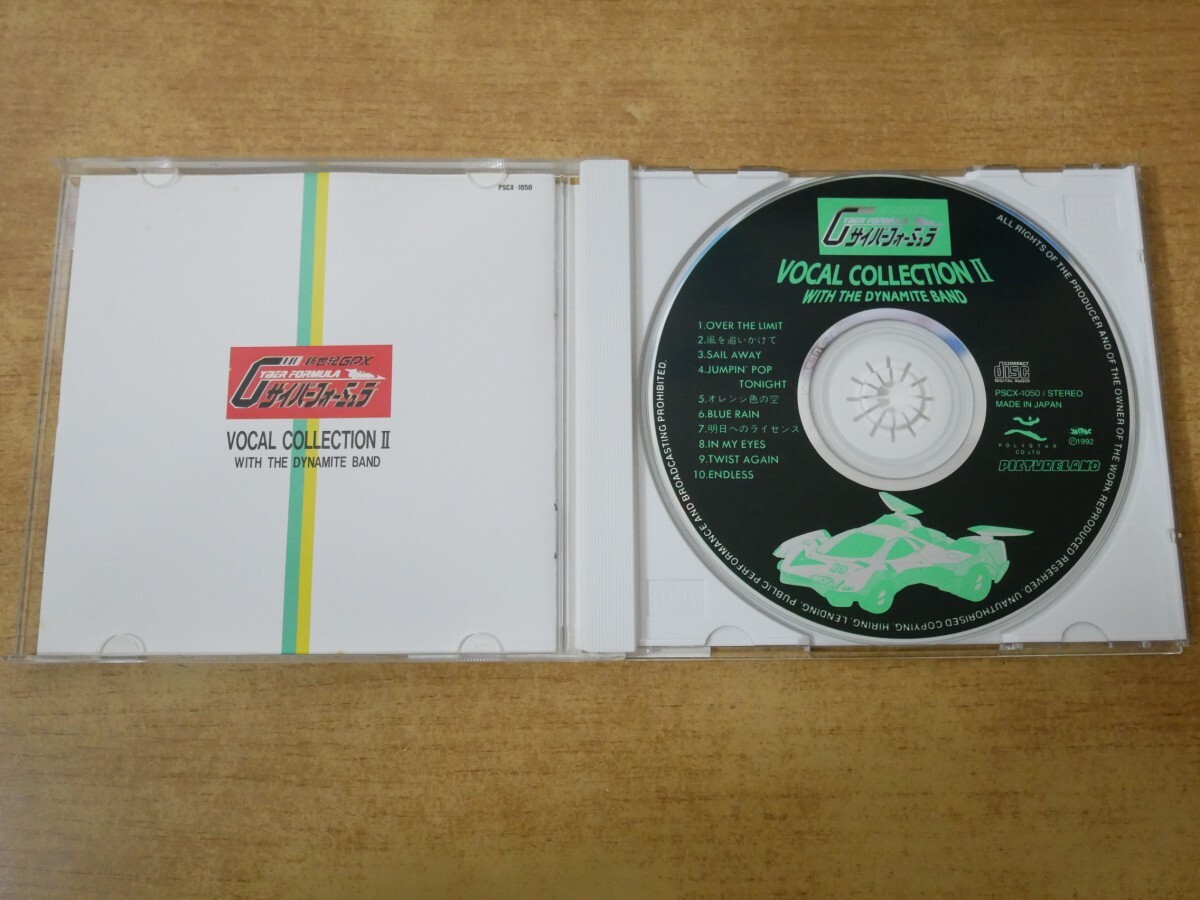 PSCX-1050
新世紀GPX
CYBER FORMULA
サイバーフォーミュラ
VOCAL COLLECTION II
WITH THE DYNAMITE BAND
CYBER FORMULA
サイバーフォーミュラ
VOCAL COLLECTION II
WITH THE DYNAMITE BAND
1.OVER THE LIMIT
2.風を追いかけて
3.SAIL AWAY
4.JUMPIN' POP
TONIGHT
5.オレンジ色の空
6.BLUE RAIN
7.明日へのライセンス
8.IN MY EYES
9.TWIST AGAIN
10.ENDLESS
COMPACT
disc
DIGITAL AUDIO
PSCX-1050 / STEREO
MADE IN JAPAN
POLYSTAR
CO LTD
Ⓟ1992
PICTURELAND
ALL RIGHTS OF THE PRODUCER AND OF THE OWNER OF THE WORK REPRODUCED RESERVED. UNAUTHORISED COPYING, HIRING, LENDING, PUBLIC PERFORMANCE AND BROADCASTING PROHIBITED.
30